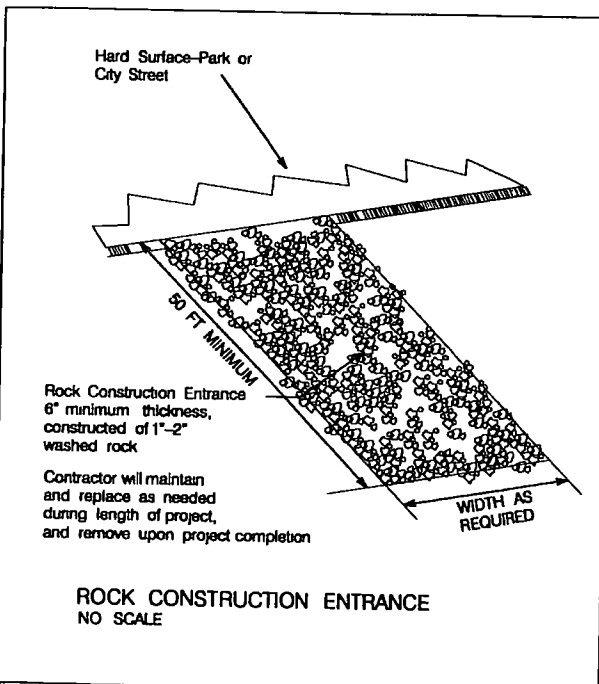 Hard Surface-Park or
City Street
50 FT MINIMUM
Rock Construction Entrance
6" minimum thickness,
constructed of 1"-2"
washed rock
Contractor will maintain
and replace as needed
during length of project,
and remove upon project completion
WIDTH AS
REQUIRED
ROCK CONSTRUCTION ENTRANCE
NO SCALE